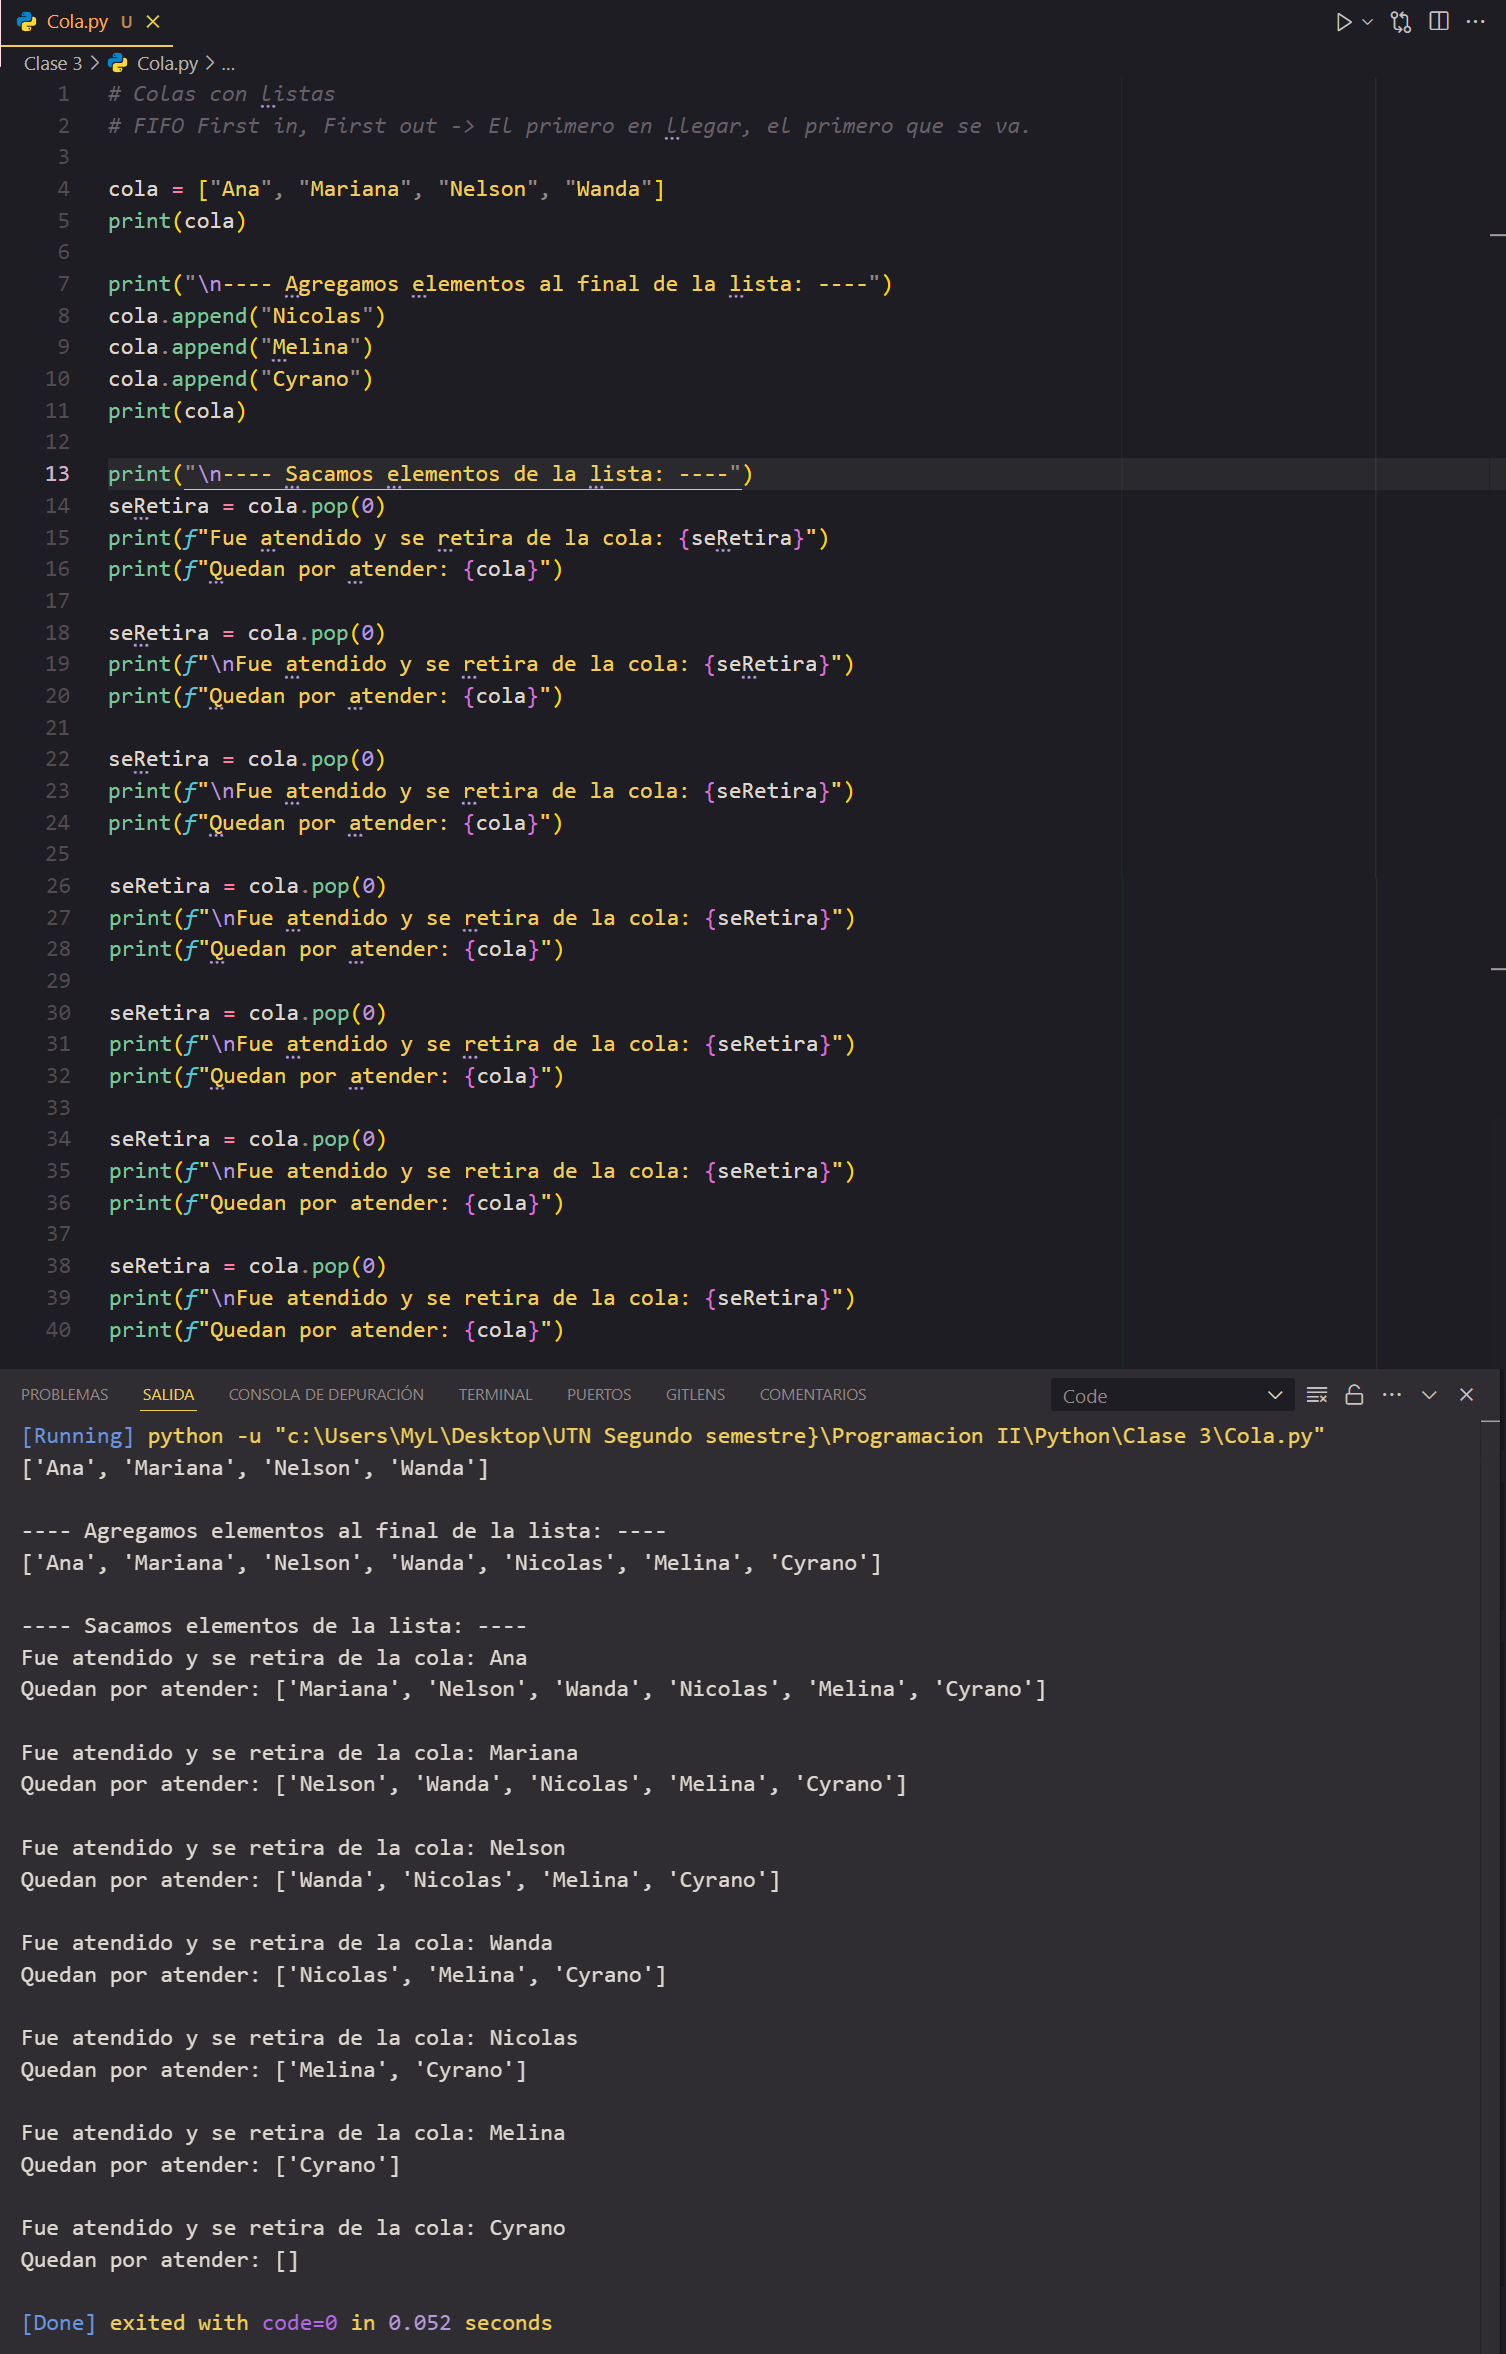 Cola.py U
Clase 3 > Cola.py > ...
1 # Colas con listas
2 # FIFO First in, First out -> El primero en llegar, el primero que se va.
3
4 cola = ["Ana", "Mariana", "Nelson", "Wanda"]
5 print(cola)
6
7 print("\n---- Agregamos elementos al final de la lista: ----")
8 cola.append("Nicolas")
9 cola.append("Melina")
10 cola.append("Cyrano")
11 print(cola)
12
13 print("\n---- Sacamos elementos de la lista: ----")
14 seRetira = cola.pop(0)
15 print(f"Fue atendido y se retira de la cola: {seRetira}")
16 print(f"Quedan por atender: {cola}")
17
18 seRetira = cola.pop(0)
19 print(f"\nFue atendido y se retira de la cola: {seRetira}")
20 print(f"Quedan por atender: {cola}")
21
22 seRetira = cola.pop(0)
23 print(f"\nFue atendido y se retira de la cola: {seRetira}")
24 print(f"Quedan por atender: {cola}")
25
26 seRetira = cola.pop(0)
27 print(f"\nFue atendido y se retira de la cola: {seRetira}")
28 print(f"Quedan por atender: {cola}")
29
30 seRetira = cola.pop(0)
31 print(f"\nFue atendido y se retira de la cola: {seRetira}")
32 print(f"Quedan por atender: {cola}")
33
34 seRetira = cola.pop(0)
35 print(f"\nFue atendido y se retira de la cola: {seRetira}")
36 print(f"Quedan por atender: {cola}")
37
38 seRetira = cola.pop(0)
39 print(f"\nFue atendido y se retira de la cola: {seRetira}")
40 print(f"Quedan por atender: {cola}")
PROBLEMAS SALIDA CONSOLA DE DEPURACIÓN TERMINAL PUERTOS GITLENS COMENTARIOS Code
[Running] python -u "c:\Users\MyL\Desktop\UTN Segundo semestre}\Programacion II\Python\Clase 3\Cola.py"
['Ana', 'Mariana', 'Nelson', 'Wanda']

---- Agregamos elementos al final de la lista: ----
['Ana', 'Mariana', 'Nelson', 'Wanda', 'Nicolas', 'Melina', 'Cyrano']

---- Sacamos elementos de la lista: ----
Fue atendido y se retira de la cola: Ana
Quedan por atender: ['Mariana', 'Nelson', 'Wanda', 'Nicolas', 'Melina', 'Cyrano']

Fue atendido y se retira de la cola: Mariana
Quedan por atender: ['Nelson', 'Wanda', 'Nicolas', 'Melina', 'Cyrano']

Fue atendido y se retira de la cola: Nelson
Quedan por atender: ['Wanda', 'Nicolas', 'Melina', 'Cyrano']

Fue atendido y se retira de la cola: Wanda
Quedan por atender: ['Nicolas', 'Melina', 'Cyrano']

Fue atendido y se retira de la cola: Nicolas
Quedan por atender: ['Melina', 'Cyrano']

Fue atendido y se retira de la cola: Melina
Quedan por atender: ['Cyrano']

Fue atendido y se retira de la cola: Cyrano
Quedan por atender: []

[Done] exited with code=0 in 0.052 seconds